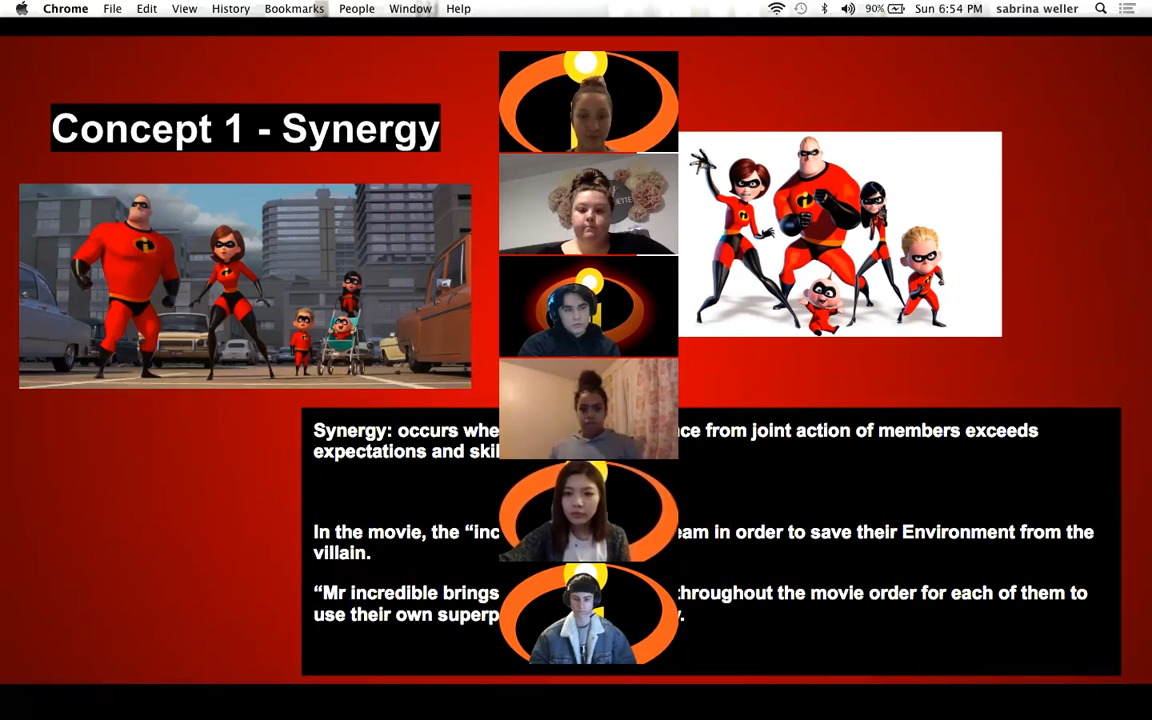 Chrome File Edit View History Bookmarks People Window Help 90% Sun 6:54 PM sabrina weller
Concept 1 - Synergy
Synergy: occurs whe ce from joint action of members exceeds
expectations and skil
In the movie, the “inc eam in order to save their Environment from the
villain.
“Mr incredible brings throughout the movie order for each of them to
use their own superp